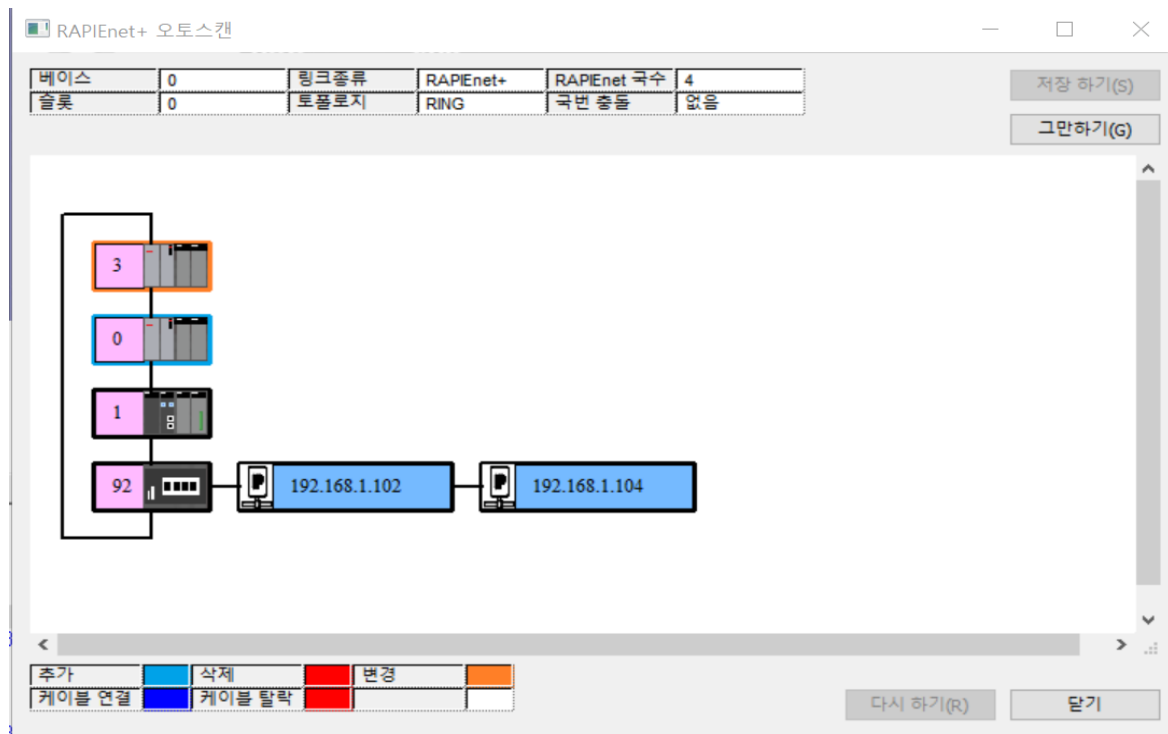 RAPIEnet+ 오토스캔
베이스 0 링크종류 RAPIEnet+ RAPIEnet 국수 4
슬롯 0 토폴로지 RING 국번 충돌 없음
저장 하기(S)
그만하기(G)
3
0
1
92 192.168.1.102 192.168.1.104
추가 삭제 변경
케이블 연결 케이블 탈락
다시 하기(R) 닫기